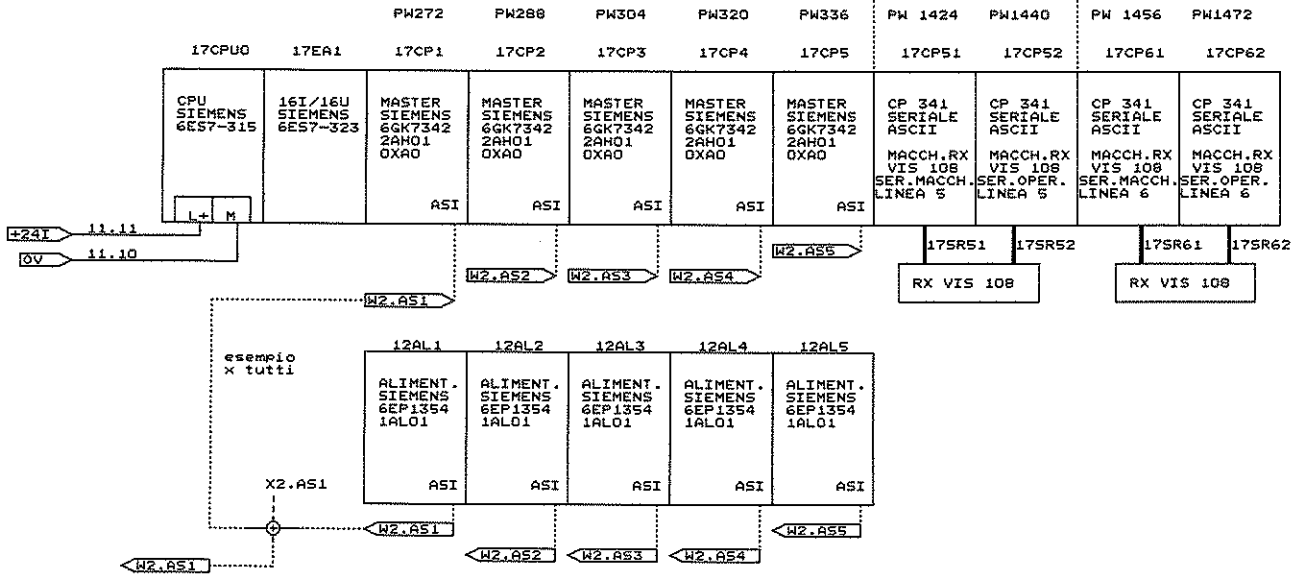 PW272 PW288 PW304 PW320 PW336 PW 1424 PW1440 PW 1456 PW1472
17CPU0 17EA1 17CP1 17CP2 17CP3 17CP4 17CP5 17CP51 17CP52 17CP61 17CP62
CPU
SIEMENS
6ES7-315
L+ M
16I/16U
SIEMENS
6ES7-323
MASTER
SIEMENS
6GK7342
2AH01
0XA0
ASI
MASTER
SIEMENS
6GK7342
2AH01
0XA0
ASI
MASTER
SIEMENS
6GK7342
2AH01
0XA0
ASI
MASTER
SIEMENS
6GK7342
2AH01
0XA0
ASI
MASTER
SIEMENS
6GK7342
2AH01
0XA0
ASI
CP 341
SERIALE
ASCII
MACCH.RX
VIS 108
SER.MACCH.
LINEA 5
CP 341
SERIALE
ASCII
MACCH.RX
VIS 108
SER.OPER.
LINEA 5
CP 341
SERIALE
ASCII
MACCH.RX
VIS 108
SER.MACCH.
LINEA 6
CP 341
SERIALE
ASCII
MACCH.RX
VIS 108
SER.OPER.
LINEA 6
+24I 11.11
0V 11.10
17SR51 17SR52 17SR61 17SR62
W2.AS1 W2.AS2 W2.AS3 W2.AS4 W2.AS5
RX VIS 108 RX VIS 108
esempio
x tutti
12AL1 12AL2 12AL3 12AL4 12AL5
ALIMENT.
SIEMENS
6EP1354
1AL01
ASI
ALIMENT.
SIEMENS
6EP1354
1AL01
ASI
ALIMENT.
SIEMENS
6EP1354
1AL01
ASI
ALIMENT.
SIEMENS
6EP1354
1AL01
ASI
ALIMENT.
SIEMENS
6EP1354
1AL01
ASI
X2.AS1
W2.AS1 W2.AS2 W2.AS3 W2.AS4 W2.AS5
W2.AS1